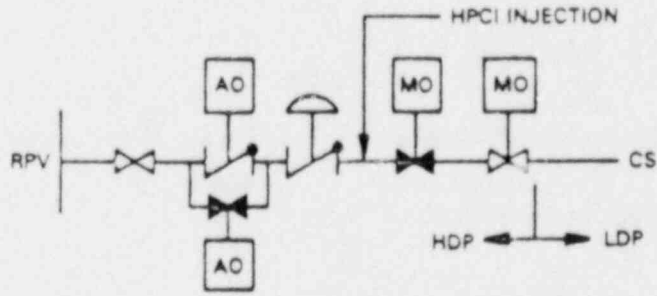 HPCI INJECTION
AO
MO
MO
RPV
CS
HDP
LDP
AO